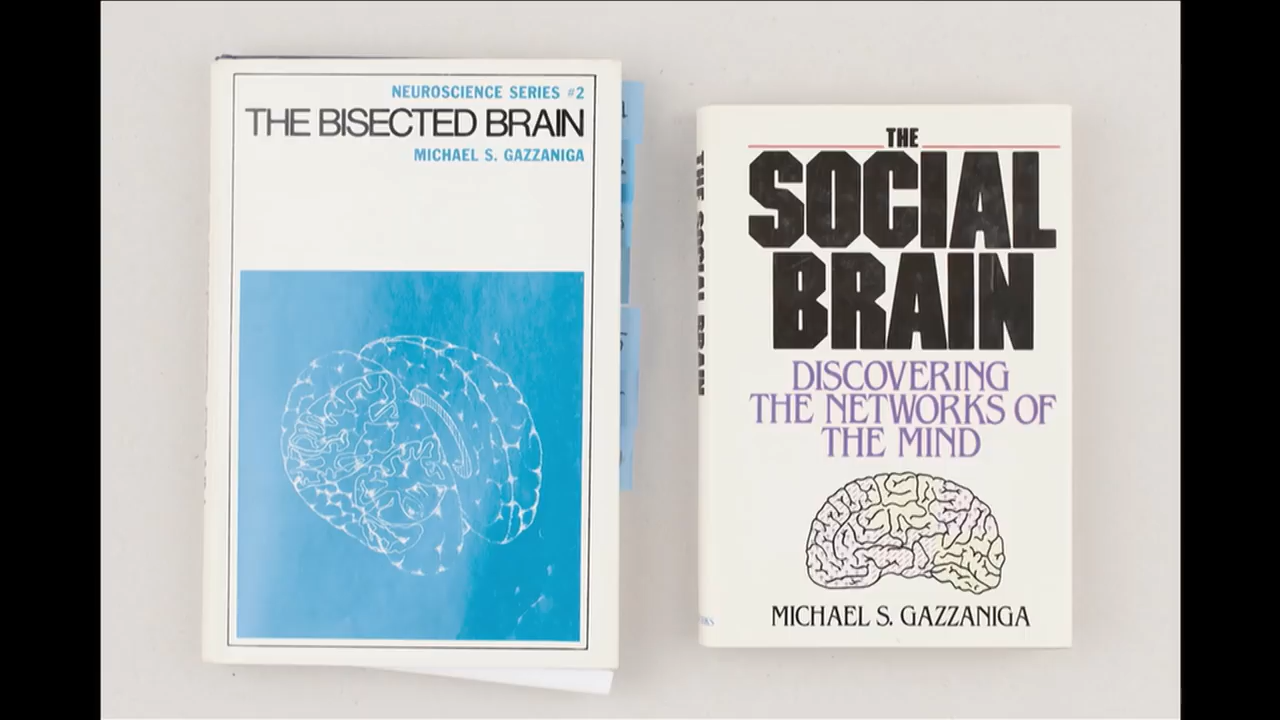 NEUROSCIENCE SERIES #2
THE BISECTED BRAIN
MICHAEL S. GAZZANIGA
THE SOCIAL BRAIN
THE
SOCIAL
BRAIN
DISCOVERING
THE NETWORKS OF
THE MIND
MICHAEL S. GAZZANIGA